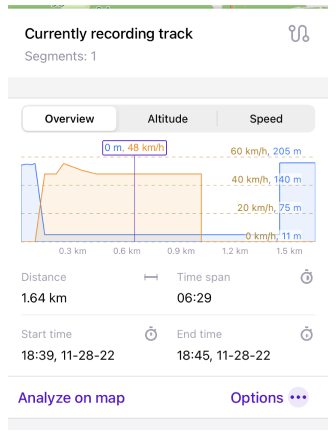 Currently recording track
Segments: 1
Overview Altitude Speed
0 m, 48 km/h
60 km/h, 205 m
40 km/h, 140 m
20 km/h, 75 m
0 km/h, 11 m
0.3 km 0.6 km 0.9 km 1.2 km 1.5 km
Distance Time span
1.64 km 06:29
Start time End time
18:39, 11-28-22 18:45, 11-28-22
Analyze on map Options